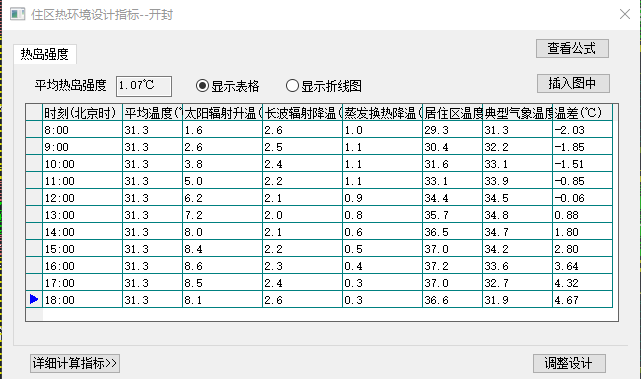 住区热环境设计指标--开封
热岛强度
查看公式
平均热岛强度 1.07℃ 显示表格 显示折线图 插入图中
时刻(北京时) 平均温度(℃ 太阳辐射升温( 长波辐射降温( 蒸发换热降温( 居住区温度 典型气象温度 温差(℃)
8:00 31.3 1.6 2.6 1.0 29.3 31.3 -2.03
9:00 31.3 2.6 2.5 1.1 30.4 32.2 -1.85
10:00 31.3 3.8 2.4 1.1 31.6 33.1 -1.51
11:00 31.3 5.0 2.2 1.1 33.1 33.9 -0.85
12:00 31.3 6.2 2.1 0.9 34.4 34.5 -0.06
13:00 31.3 7.2 2.0 0.8 35.7 34.8 0.88
14:00 31.3 8.0 2.1 0.6 36.5 34.7 1.80
15:00 31.3 8.4 2.2 0.5 37.0 34.2 2.80
16:00 31.3 8.6 2.3 0.4 37.2 33.6 3.64
17:00 31.3 8.5 2.4 0.3 37.0 32.7 4.32
18:00 31.3 8.1 2.6 0.3 36.6 31.9 4.67
详细计算指标>> 调整设计